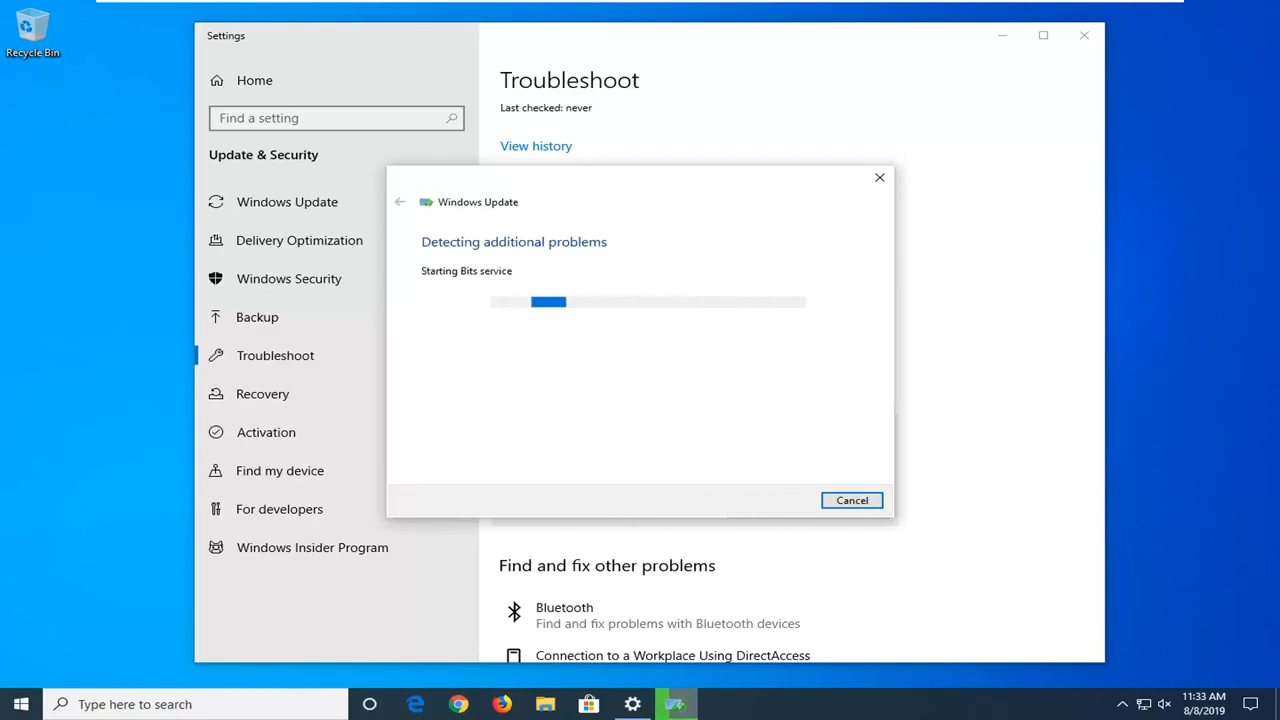 Recycle Bin
Settings
Home
Find a setting
Update & Security
Windows Update
Delivery Optimization
Windows Security
Backup
Troubleshoot
Recovery
Activation
Find my device
For developers
Windows Insider Program
Troubleshoot
Last checked: never
View history
Windows Update
Detecting additional problems
Starting Bits service
Cancel
Find and fix other problems
Bluetooth
Find and fix problems with Bluetooth devices
Connection to a Workplace Using DirectAccess
Type here to search
11:33 AM
8/8/2019